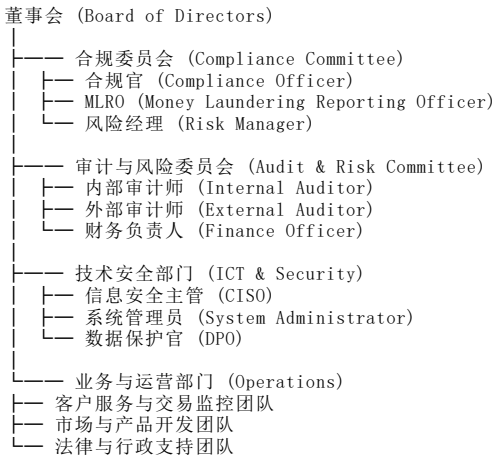 董事会 (Board of Directors)
│
├—— 合规委员会 (Compliance Committee)
│ ├— 合规官 (Compliance Officer)
│ ├— MLRO (Money Laundering Reporting Officer)
│ └— 风险经理 (Risk Manager)
│
├—— 审计与风险委员会 (Audit & Risk Committee)
│ ├— 内部审计师 (Internal Auditor)
│ ├— 外部审计师 (External Auditor)
│ └— 财务负责人 (Finance Officer)
│
├—— 技术安全部门 (ICT & Security)
│ ├— 信息安全主管 (CISO)
│ ├— 系统管理员 (System Administrator)
│ └— 数据保护官 (DPO)
│
└—— 业务与运营部门 (Operations)
├— 客户服务与交易监控团队
├— 市场与产品开发团队
└— 法律与行政支持团队